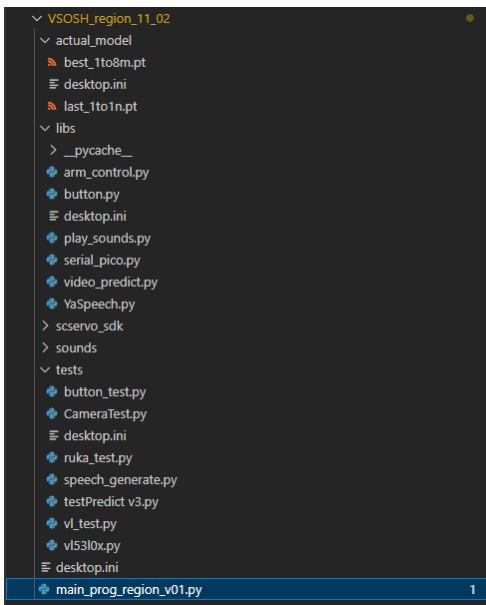 VSOSH_region_11_02
actual_model
best_1to8m.pt
desktop.ini
last_1to1n.pt
libs
__pycache__
arm_control.py
button.py
desktop.ini
play_sounds.py
serial_pico.py
video_predict.py
YaSpeech.py
scservo_sdk
sounds
tests
button_test.py
CameraTest.py
desktop.ini
ruka_test.py
speech_generate.py
testPredict v3.py
vl_test.py
vl53l0x.py
desktop.ini
main_prog_region_v01.py 1